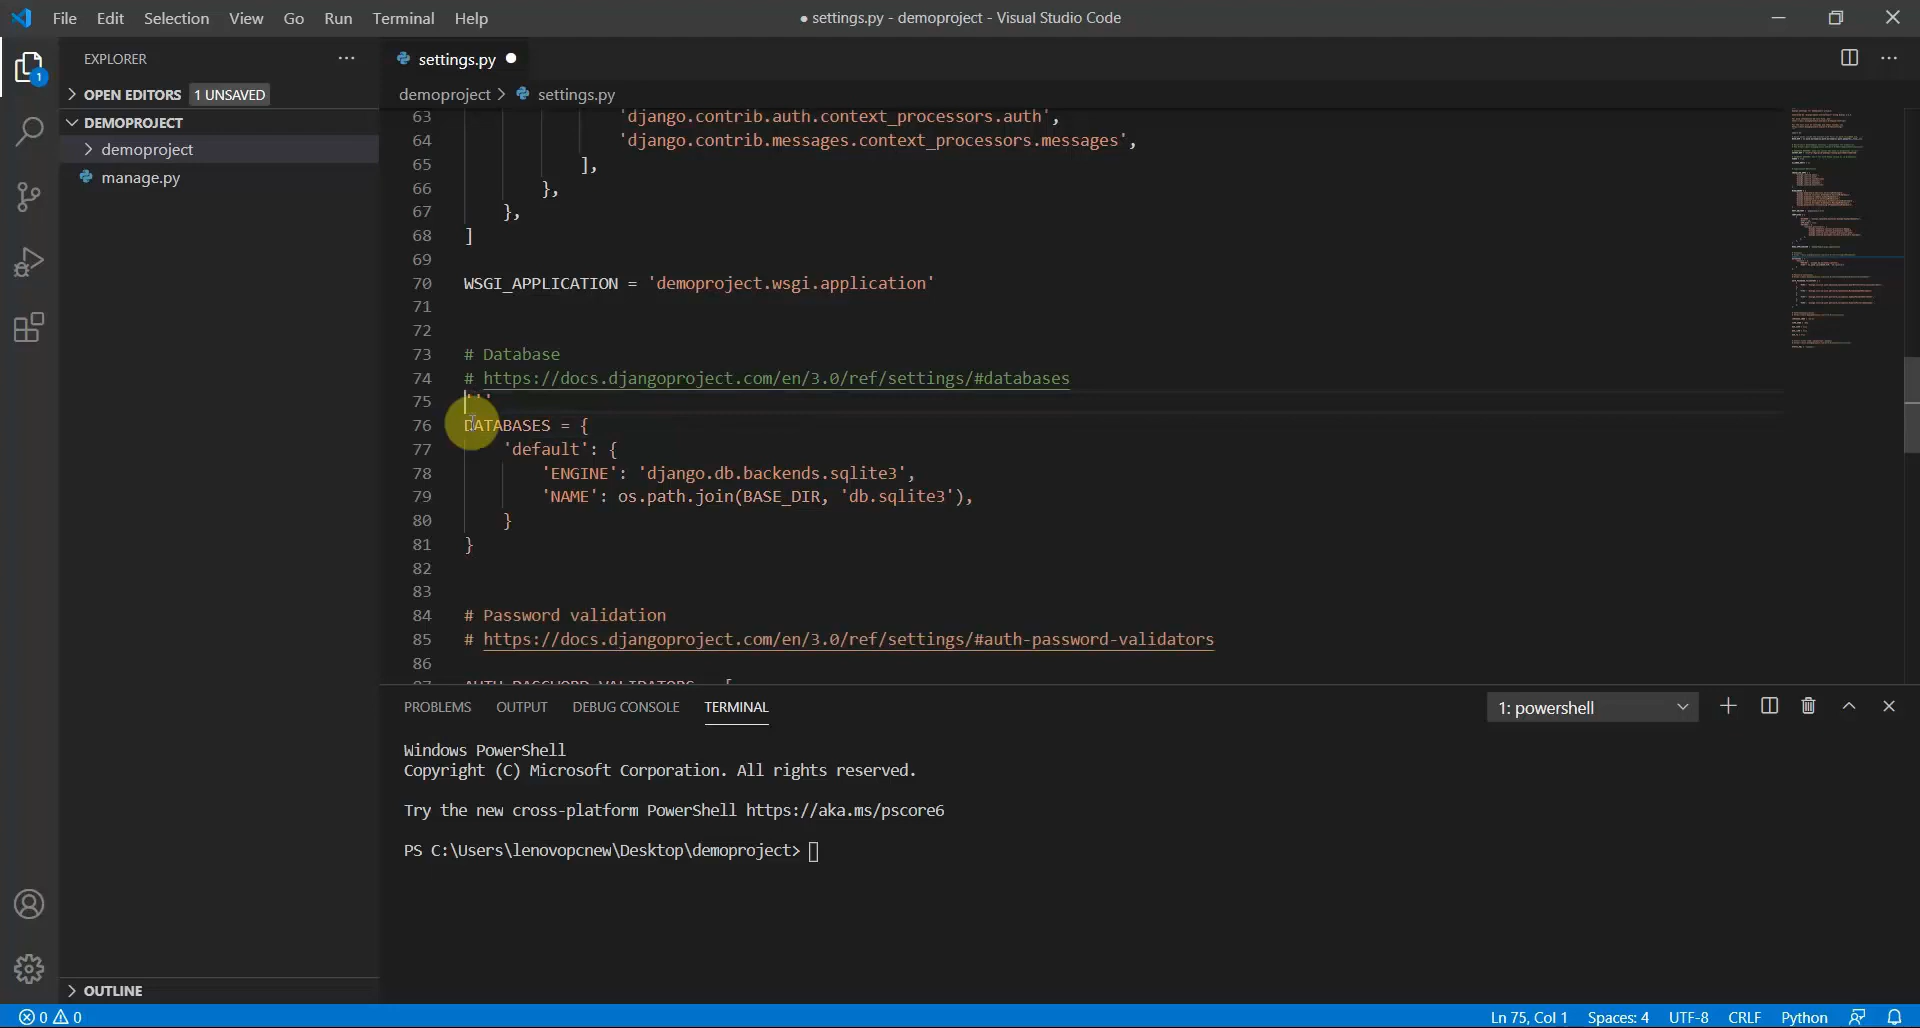 File Edit Selection View Go Run Terminal Help
● settings.py - demoproject - Visual Studio Code
EXPLORER
OPEN EDITORS 1 UNSAVED
DEMOPROJECT
demoproject
manage.py
OUTLINE
1
settings.py
demoproject > settings.py
63 'django.contrib.auth.context_processors.auth',
64 'django.contrib.messages.context_processors.messages',
65 ],
66 },
67 },
68 ]
69
70 WSGI_APPLICATION = 'demoproject.wsgi.application'
71
72
73 # Database
74 # https://docs.djangoproject.com/en/3.0/ref/settings/#databases
75 '''
76 DATABASES = {
77 'default': {
78 'ENGINE': 'django.db.backends.sqlite3',
79 'NAME': os.path.join(BASE_DIR, 'db.sqlite3'),
80 }
81 }
82
83
84 # Password validation
85 # https://docs.djangoproject.com/en/3.0/ref/settings/#auth-password-validators
86
87 AUTH_PASSWORD_VALIDATORS = [
PROBLEMS OUTPUT DEBUG CONSOLE TERMINAL
1: powershell
Windows PowerShell
Copyright (C) Microsoft Corporation. All rights reserved.
Try the new cross-platform PowerShell https://aka.ms/pscore6
PS C:\Users\lenovopcnew\Desktop\demoproject>
0 0
Ln 75, Col 1 Spaces: 4 UTF-8 CRLF Python